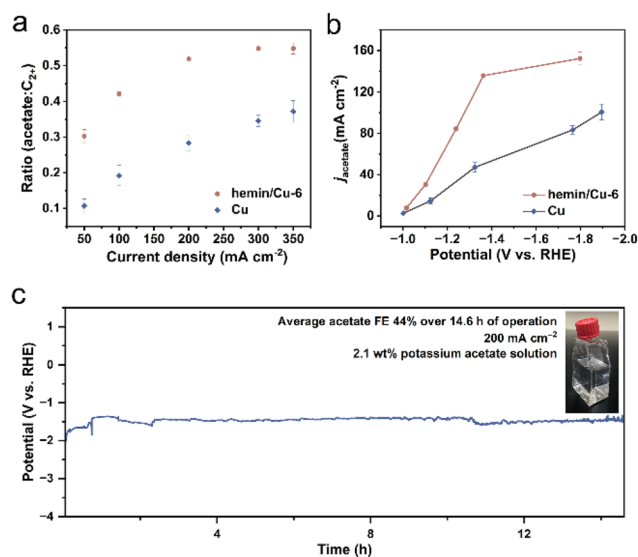 a
Ratio (acetate:C₂₊)
0.6
0.5
0.4
0.3
0.2
0.1
hemin/Cu-6
Cu
50 100 150 200 250 300 350
Current density (mA cm⁻²)
b
j acetate (mA cm⁻²)
160
120
80
40
0
hemin/Cu-6
Cu
−1.0 −1.2 −1.4 −1.6 −1.8 −2.0
Potential (V vs. RHE)
c
Potential (V vs. RHE)
1
0
−1
−2
−3
−4
Average acetate FE 44% over 14.6 h of operation
200 mA cm⁻²
2.1 wt% potassium acetate solution
4 8 12
Time (h)